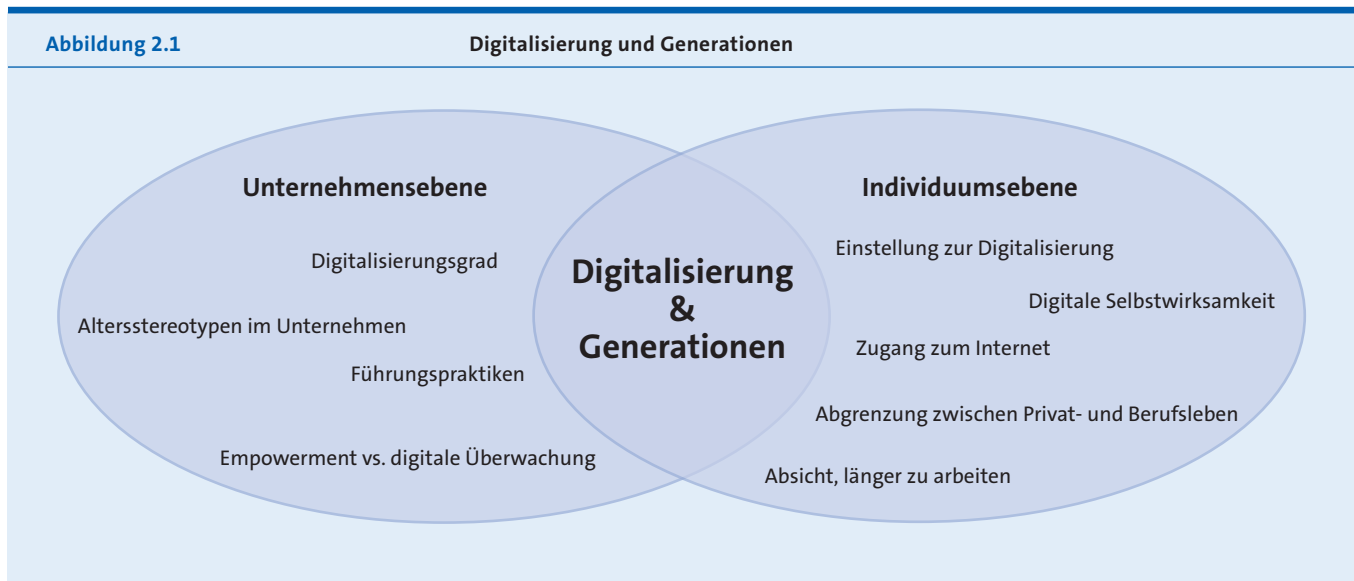 Abbildung 2.1 Digitalisierung und Generationen
Unternehmensebene
Digitalisierungsgrad
Altersstereotypen im Unternehmen
Führungspraktiken
Empowerment vs. digitale Überwachung
Digitalisierung
&
Generationen
Individuumsebene
Einstellung zur Digitalisierung
Digitale Selbstwirksamkeit
Zugang zum Internet
Abgrenzung zwischen Privat- und Berufsleben
Absicht, länger zu arbeiten